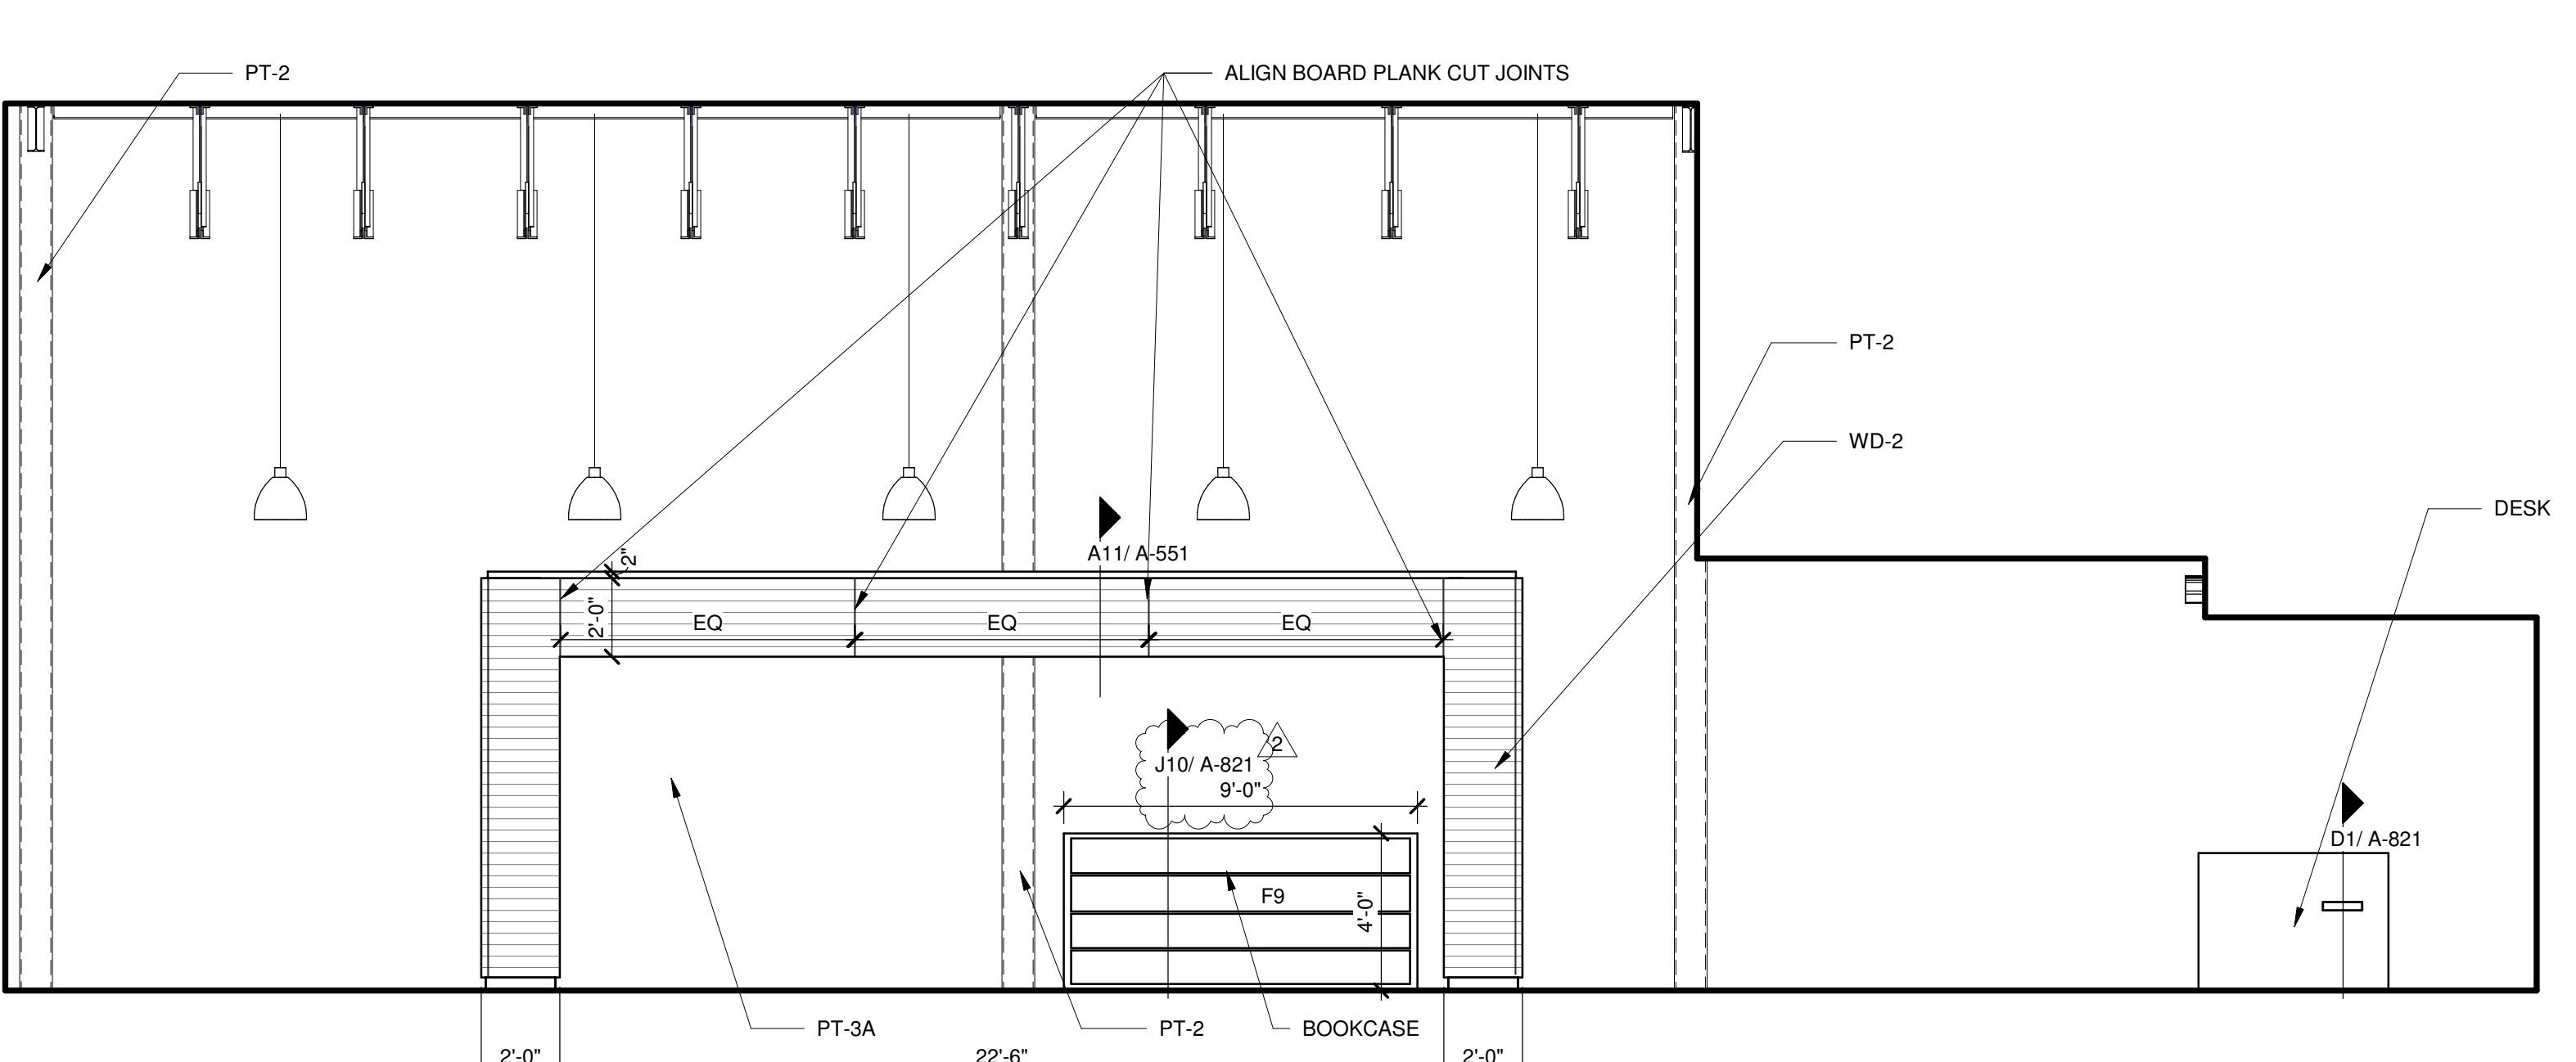 PT-2
ALIGN BOARD PLANK CUT JOINTS
PT-2
WD-2
DESK
A11/ A-551
2"
2'-0"
EQ
EQ
EQ
2
J10/ A-821
9'-0"
D1/ A-821
F9
4'-0"
PT-3A
PT-2
BOOKCASE
2'-0"
22'-6"
2'-0"